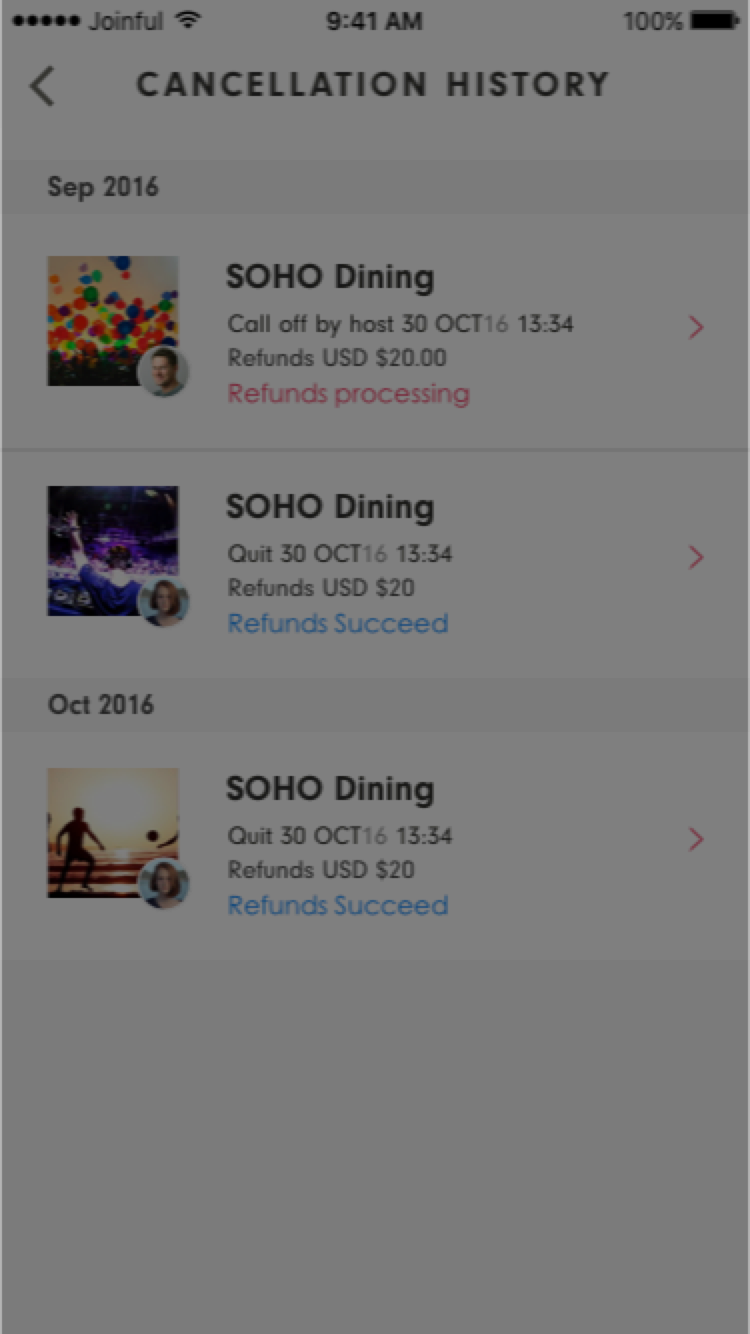 Joinful 9:41 AM 100%
CANCELLATION HISTORY
Sep 2016
SOHO Dining
Call off by host 30 OCT16 13:34
Refunds USD $20.00
Refunds processing
SOHO Dining
Quit 30 OCT16 13:34
Refunds USD $20
Refunds Succeed
Oct 2016
SOHO Dining
Quit 30 OCT16 13:34
Refunds USD $20
Refunds Succeed